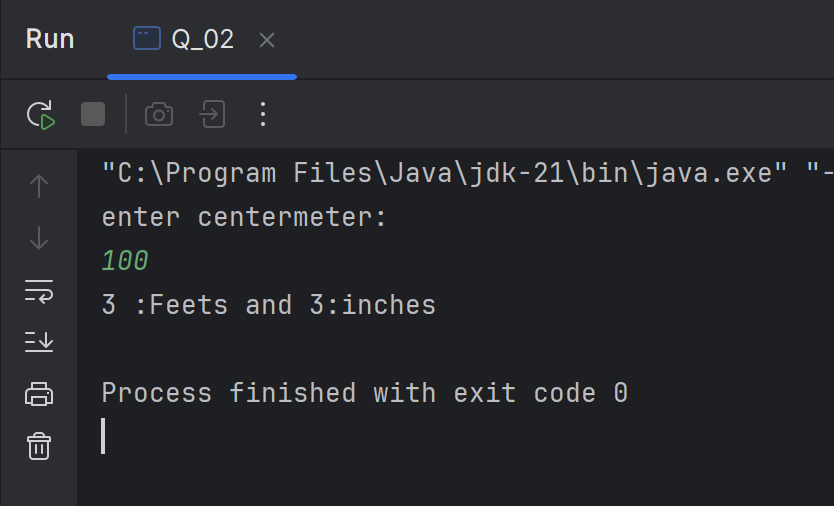 Run Q_02
"C:\Program Files\Java\jdk-21\bin\java.exe" "-
enter centermeter:
100
3 :Feets and 3:inches
Process finished with exit code 0